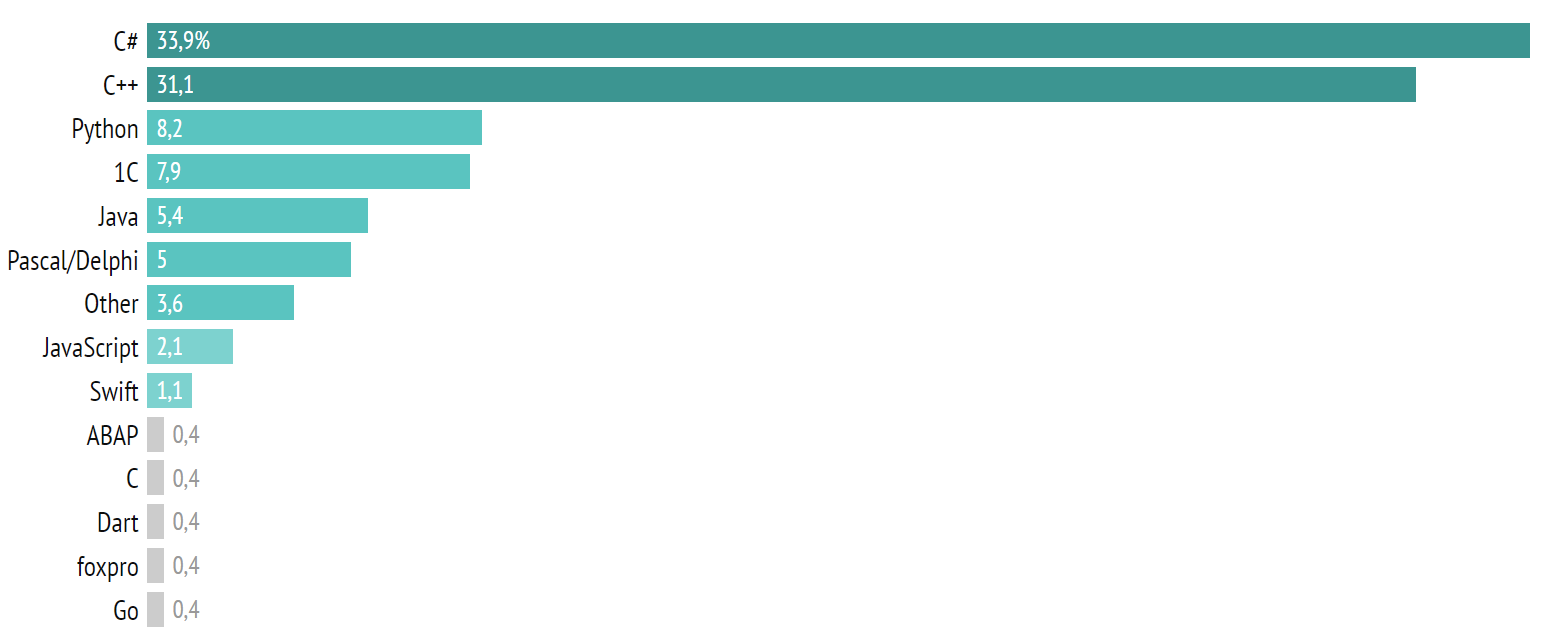 C# 33,9%
C++ 31,1
Python 8,2
1C 7,9
Java 5,4
Pascal/Delphi 5
Other 3,6
JavaScript 2,1
Swift 1,1
ABAP 0,4
C 0,4
Dart 0,4
foxpro 0,4
Go 0,4